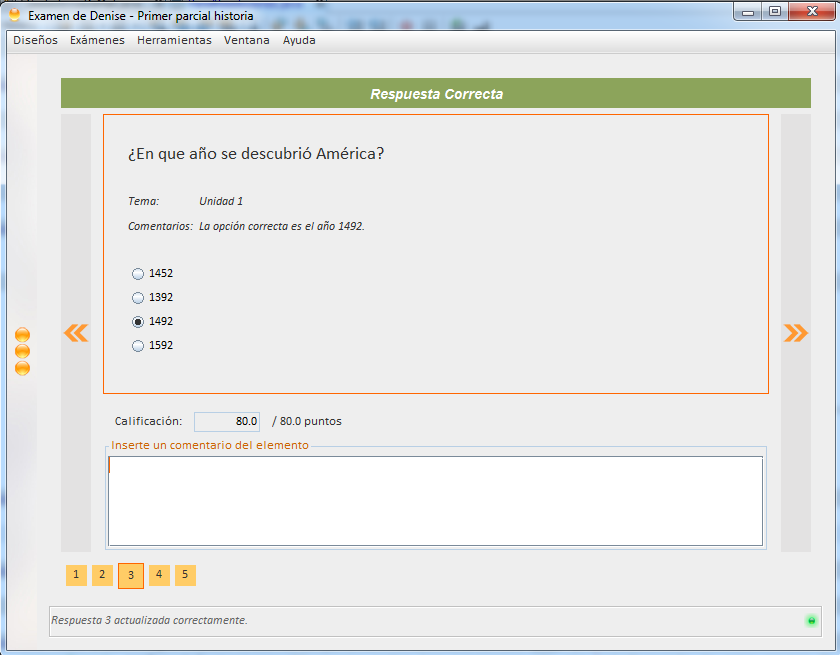 Examen de Denise - Primer parcial historia
Diseños Exámenes Herramientas Ventana Ayuda
Respuesta Correcta
¿En que año se descubrió América?
Tema: Unidad 1
Comentarios: La opción correcta es el año 1492.
1452
1392
1492
1592
Calificación: 80.0 / 80.0 puntos
Inserte un comentario del elemento
1 2 3 4 5
Respuesta 3 actualizada correctamente.